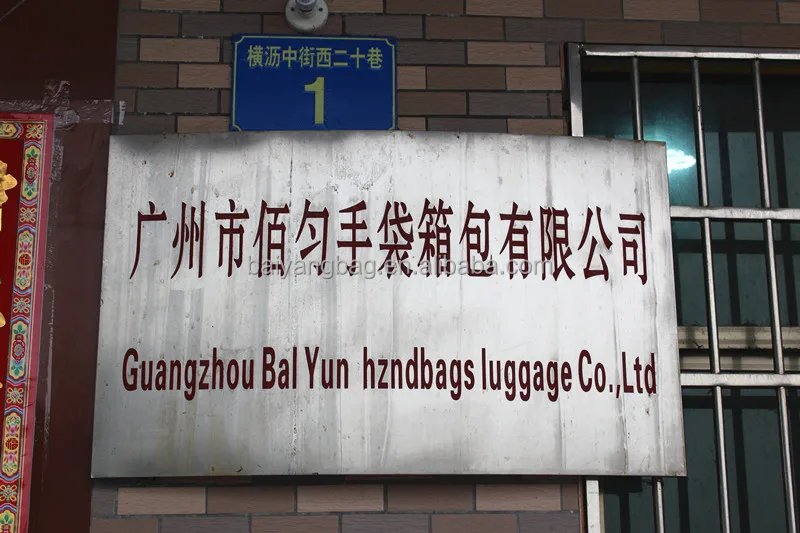 横沥中街西二十巷
1
广州市佰匀手袋箱包有限公司
baiyangbag.en.alibaba.com
Guangzhou Bal Yun hzndbags luggage Co.,Ltd